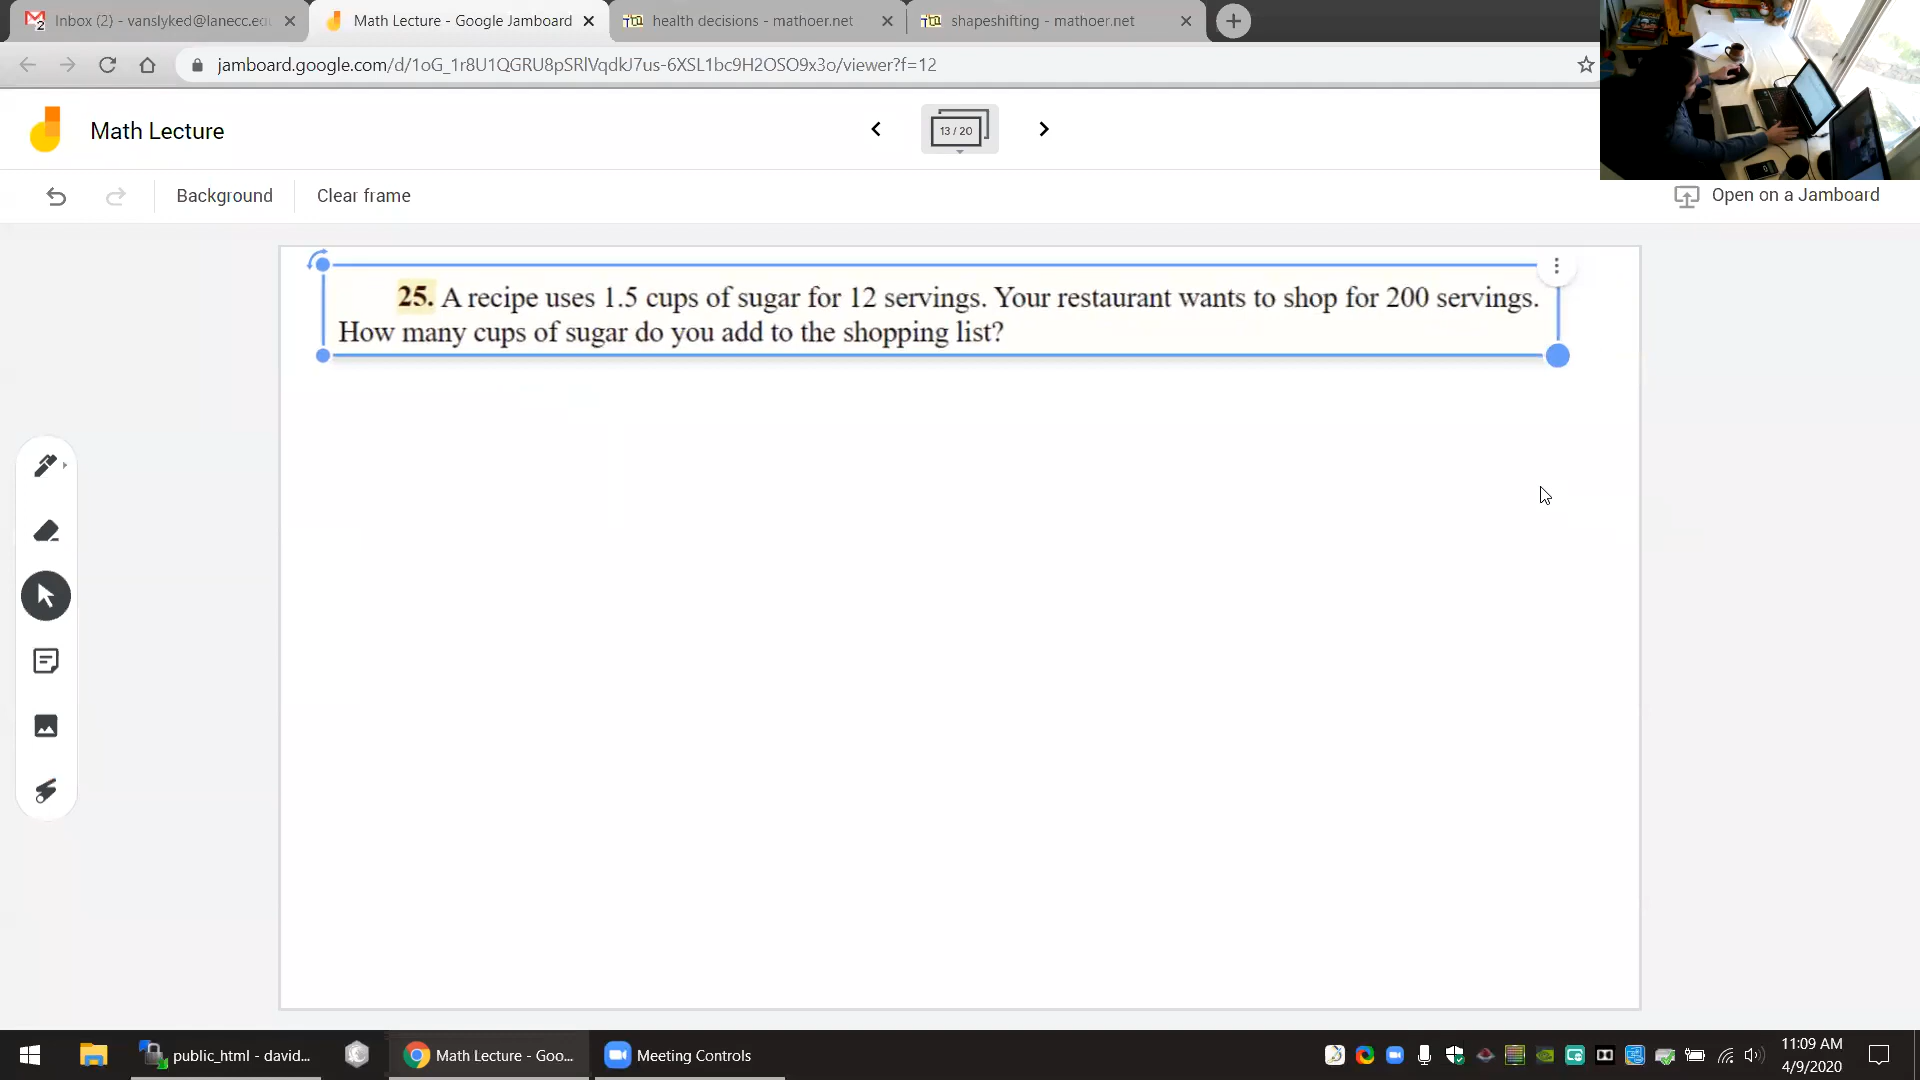 Inbox (2) - vanslyked@lanecc.edu
Math Lecture - Google Jamboard
health decisions - mathoer.net
shapeshifting - mathoer.net
jamboard.google.com/d/1oG_1r8U1QGRU8pSRlVqdkJ7us-6XSL1bc9H2OSO9x3o/viewer?f=12
Math Lecture
13 / 20
Background
Clear frame
Open on a Jamboard
25. A recipe uses 1.5 cups of sugar for 12 servings. Your restaurant wants to shop for 200 servings.
How many cups of sugar do you add to the shopping list?
public_html - david...
Math Lecture - Goo...
Meeting Controls
11:09 AM
4/9/2020